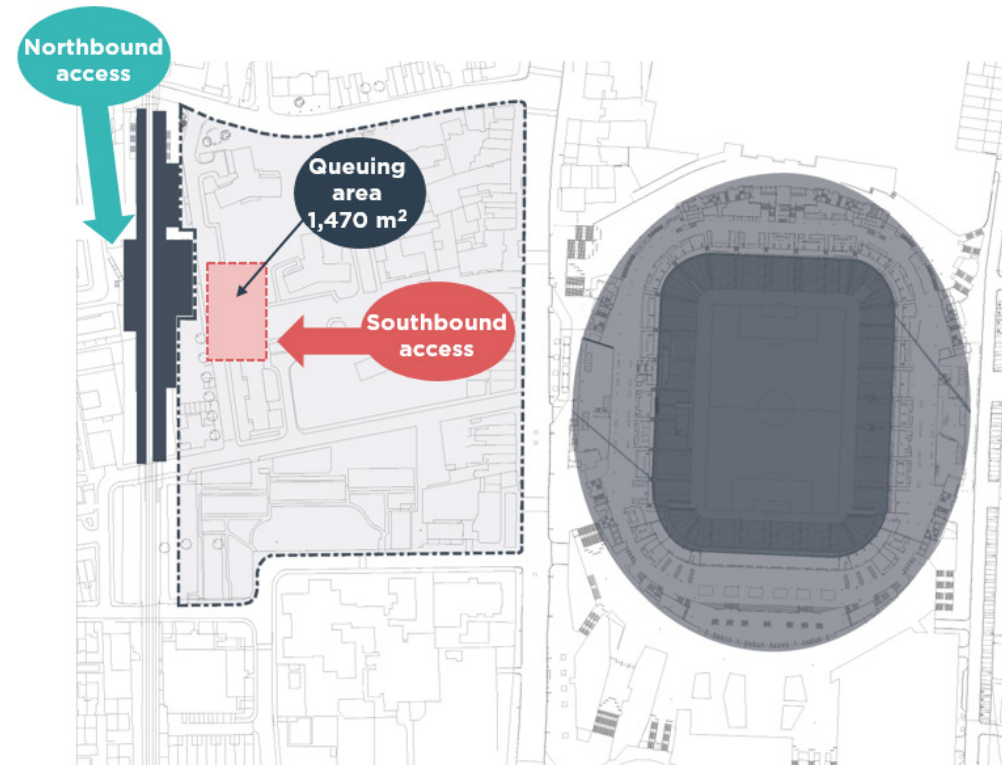 Northbound
access
Queuing
area
1,470 m²
Southbound
access